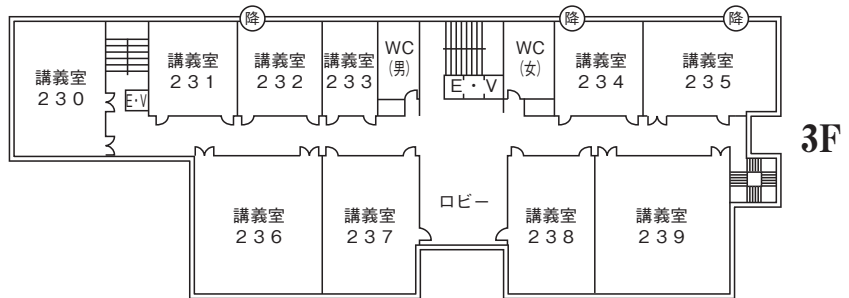 降
降
降
講義室
２３０
E・V
講義室
２３１
講義室
２３２
講義室
２３３
WC
(男)
E・V
WC
(女)
講義室
２３４
講義室
２３５
3F
講義室
２３６
講義室
２３７
ロビー
講義室
２３８
講義室
２３９